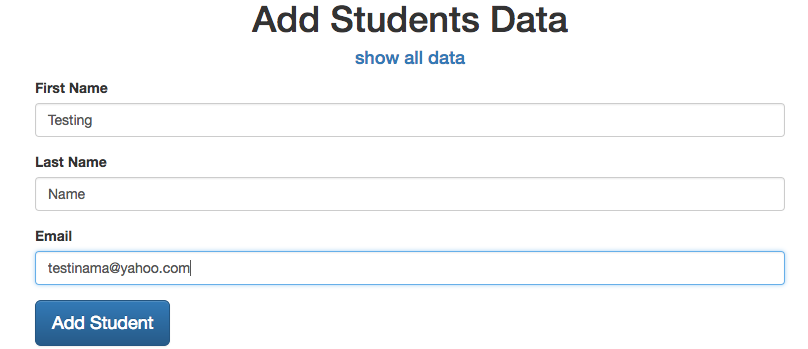 Add Students Data
show all data
First Name
Testing
Last Name
Name
Email
testinama@yahoo.com
Add Student